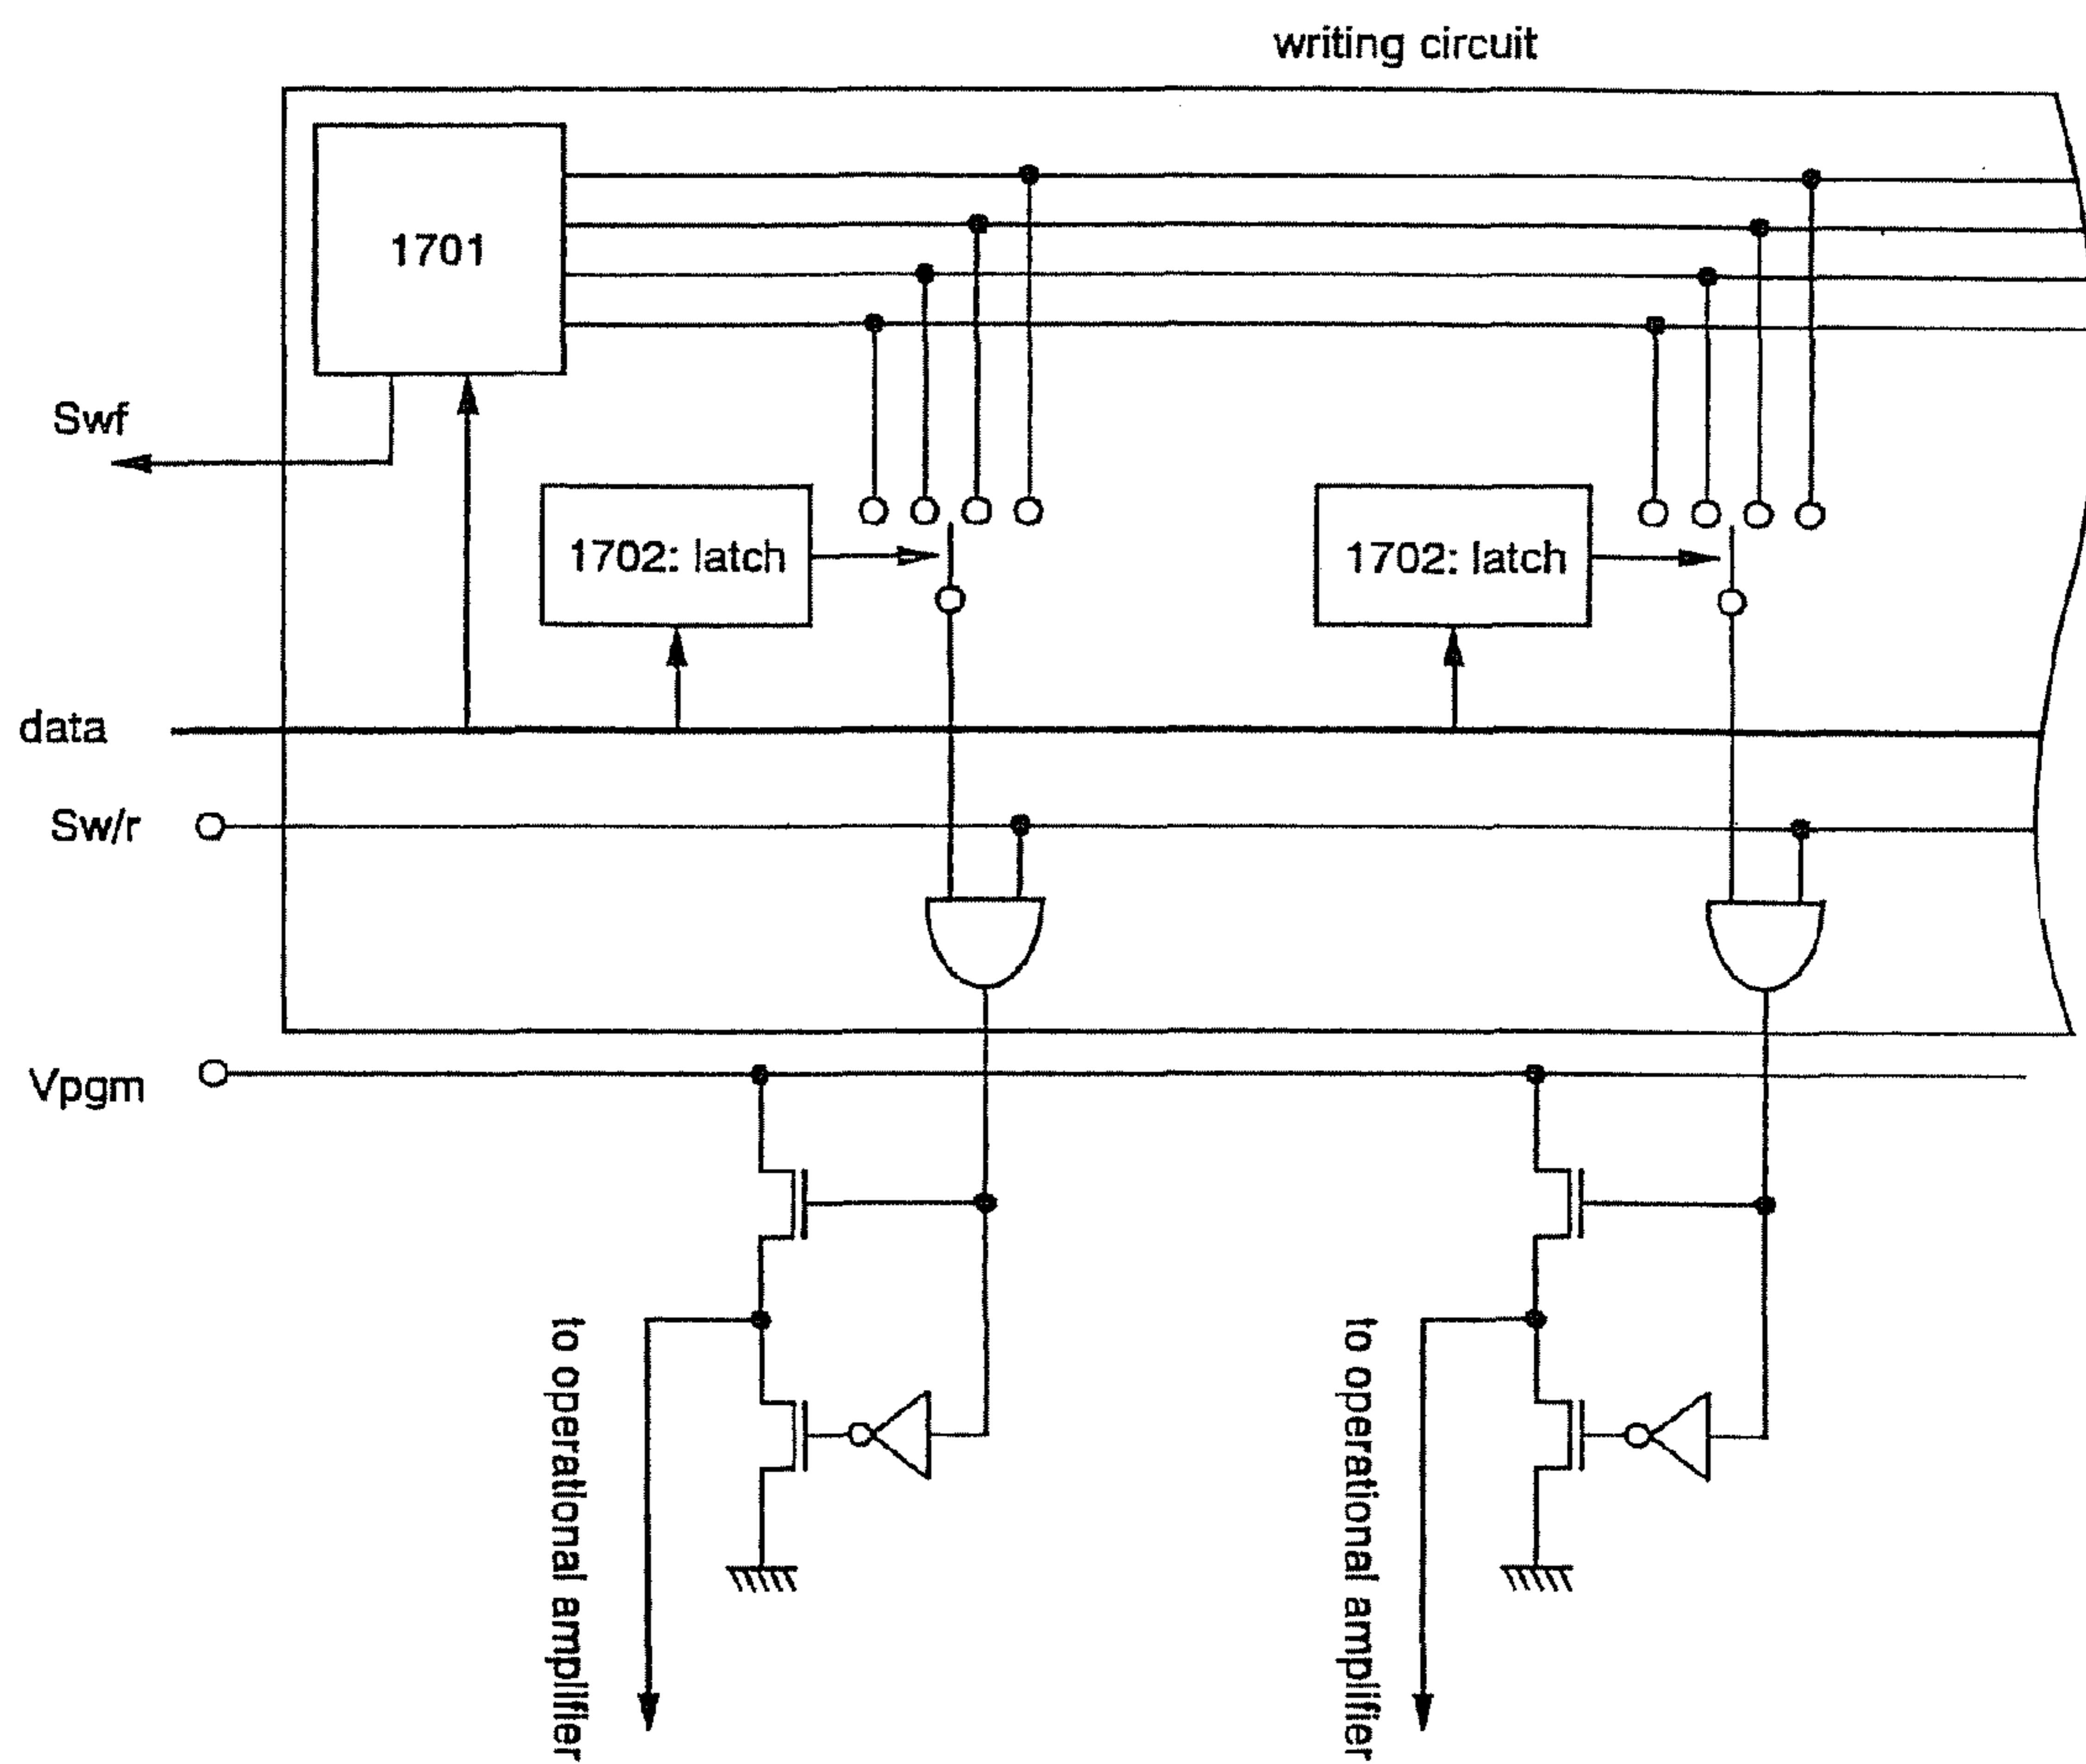 writing circuit
1701
Swf
1702: latch
1702: latch
data
Sw/r
Vpgm
to operational amplifier
to operational amplifier